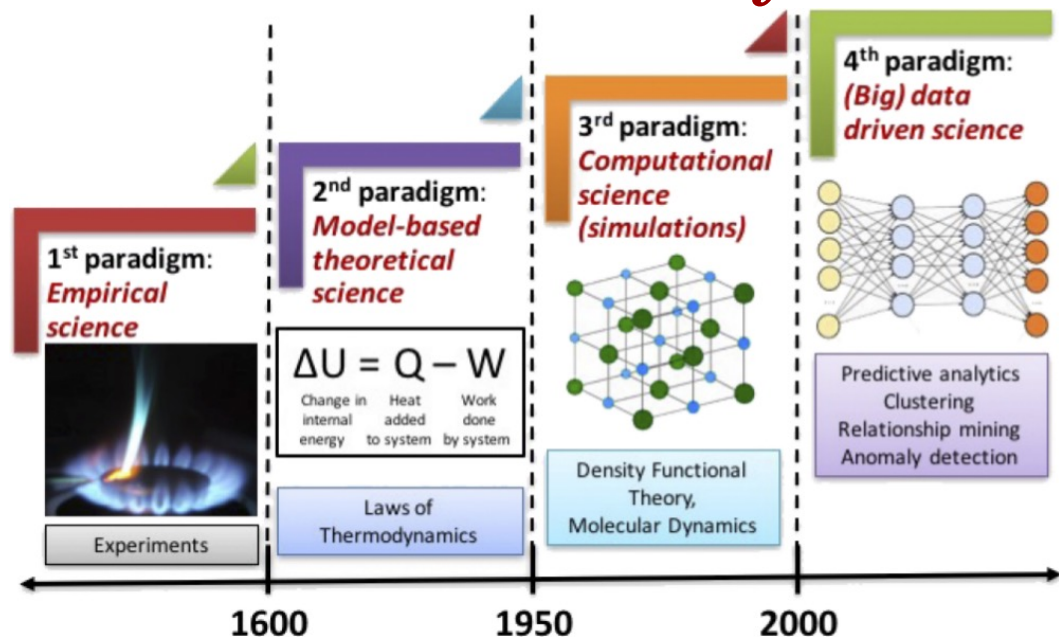 1st paradigm:
Empirical
science
Experiments
2nd paradigm:
Model-based
theoretical
science
ΔU = Q – W
Change in internal energy
Heat added to system
Work done by system
Laws of
Thermodynamics
3rd paradigm:
Computational
science
(simulations)
Density Functional
Theory,
Molecular Dynamics
4th paradigm:
(Big) data
driven science
...
...
...
...
Predictive analytics
Clustering
Relationship mining
Anomaly detection
1600
1950
2000